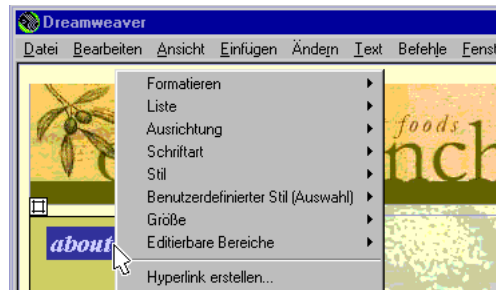 Dreamweaver
Datei Bearbeiten Ansicht Einfügen Ändern Text Befehle
Formatieren
Liste
foods
Ausrichtung
Schriftart
Stil
Benutzerdefinierter Stil (Auswahl)
Größe
about
Editierbare Bereiche
Hyperlink erstellen...